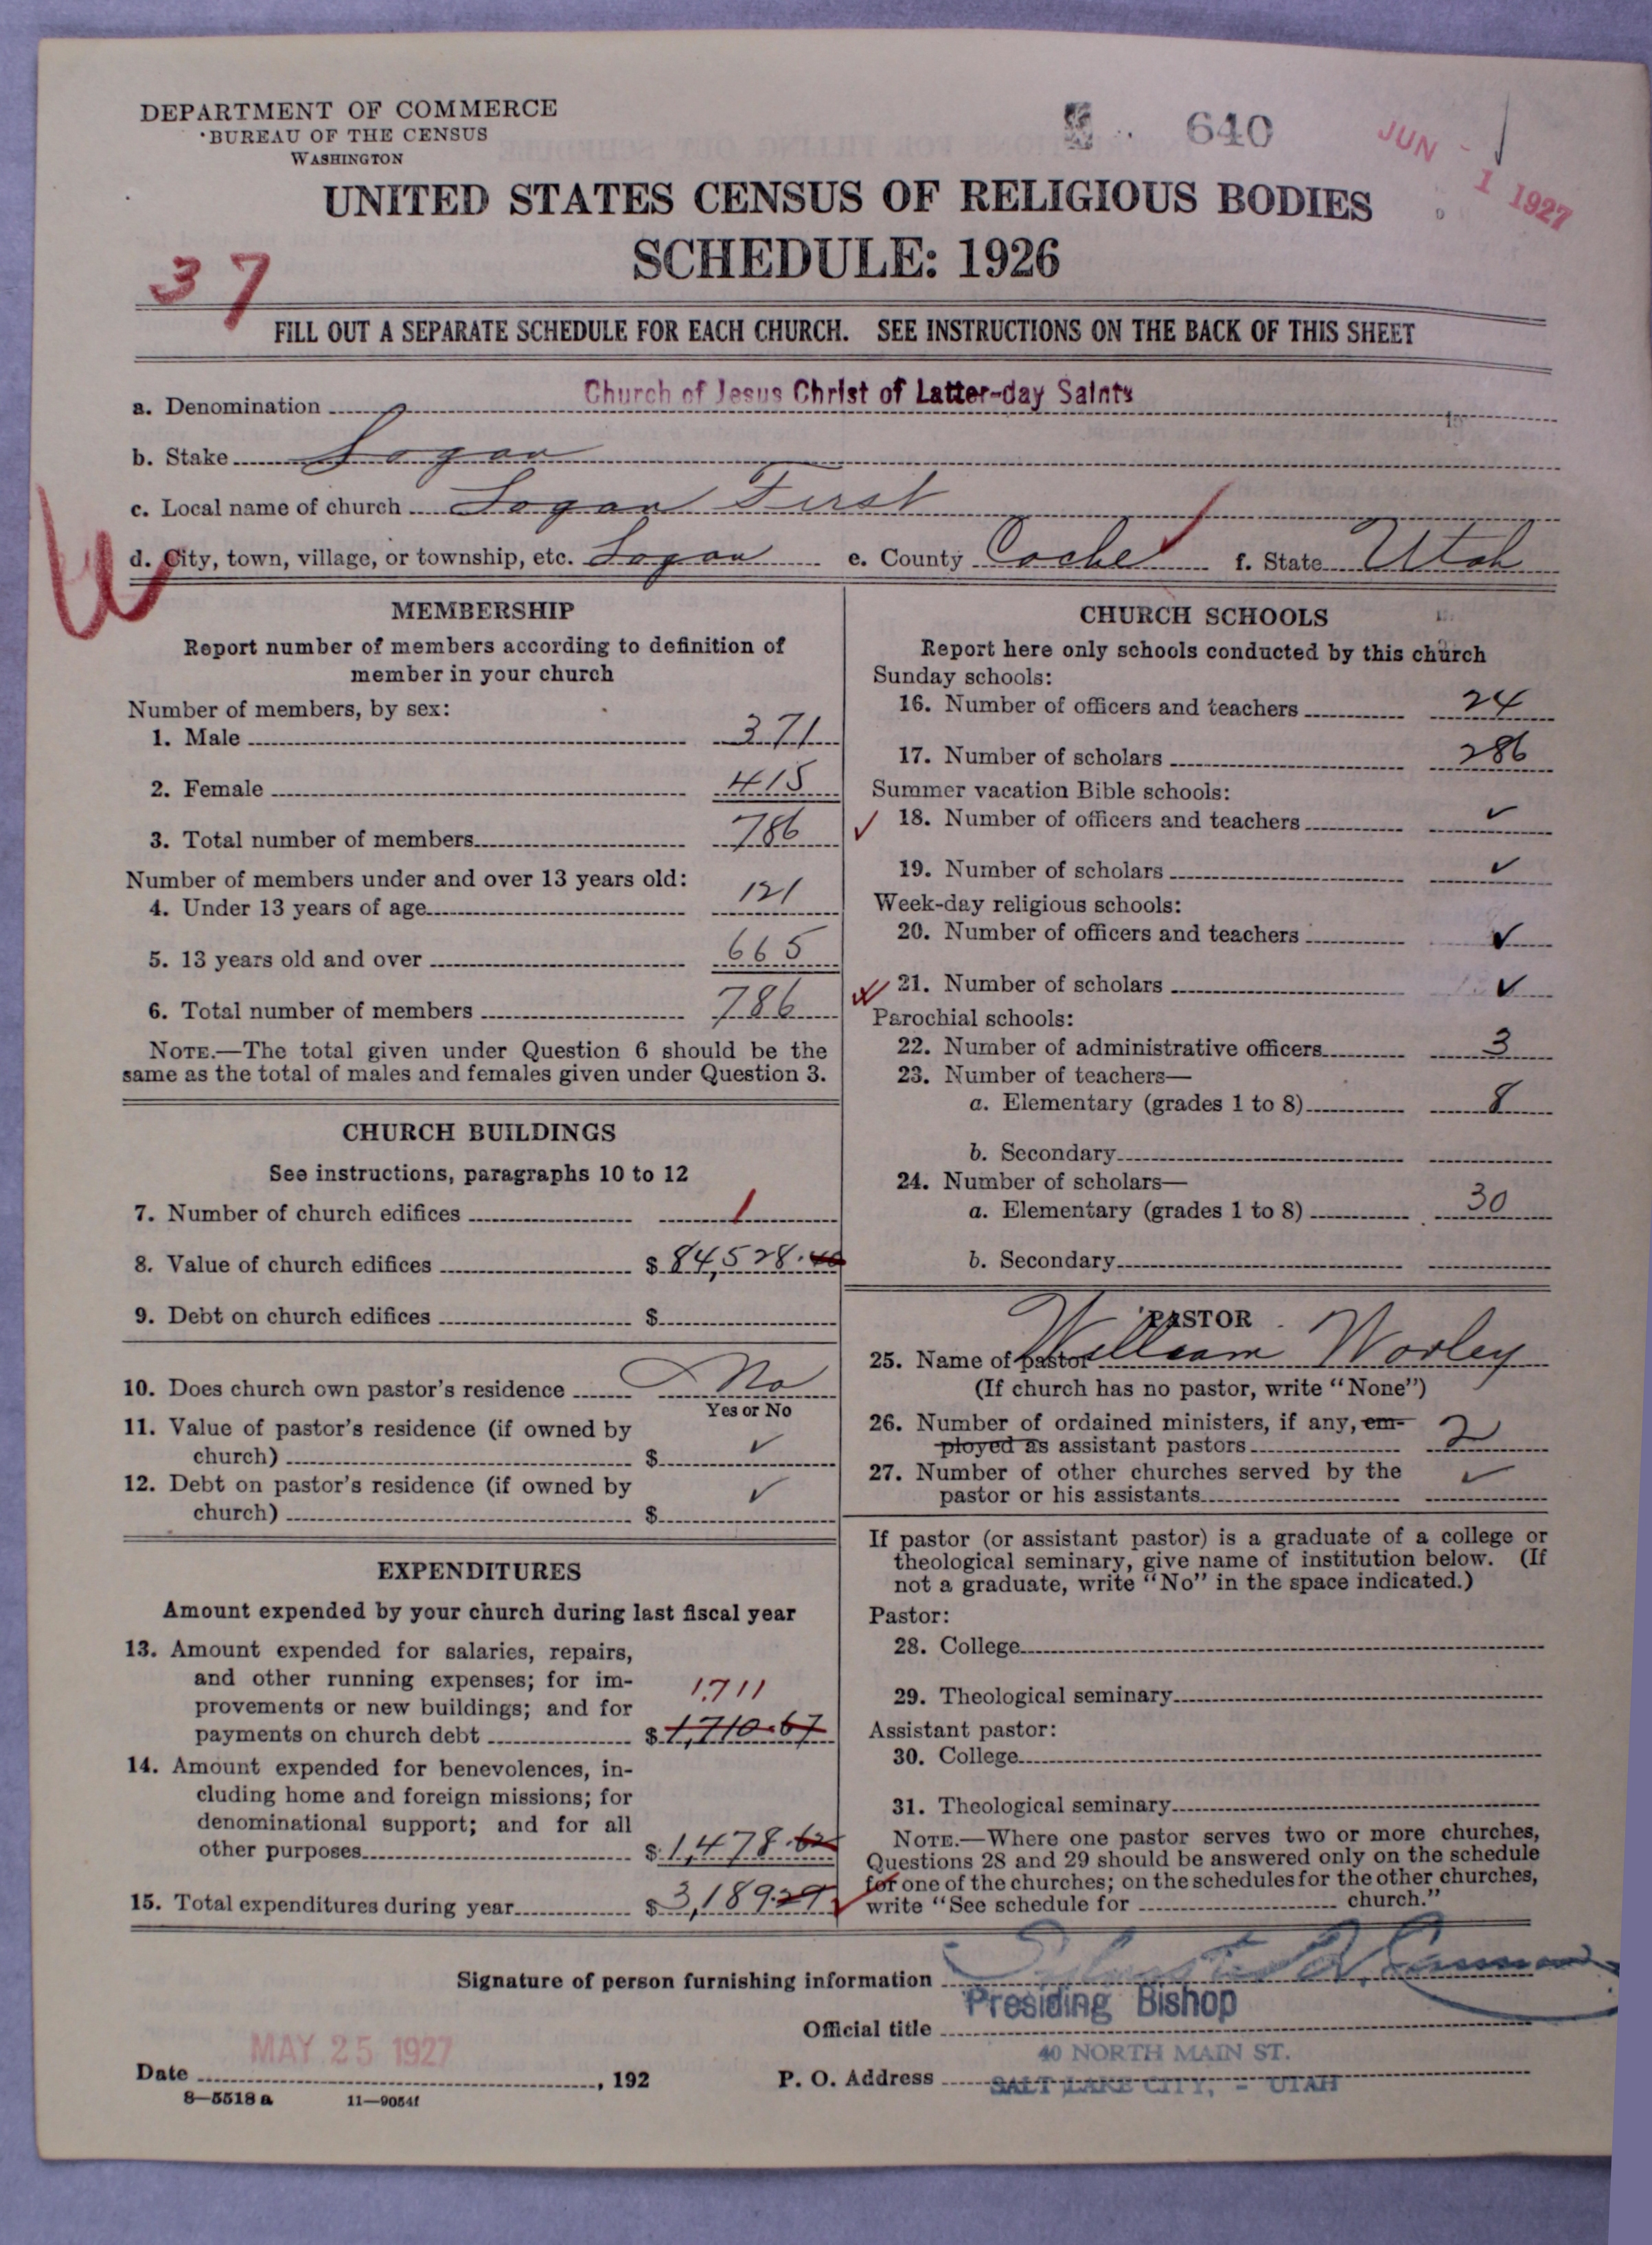 DEPARTMENT OF COMMERCE
BUREAU OF THE CENSUS
WASHINGTON
640
JUN - 1 1927
UNITED STATES CENSUS OF RELIGIOUS BODIES
SCHEDULE: 1926
37
FILL OUT A SEPARATE SCHEDULE FOR EACH CHURCH. SEE INSTRUCTIONS ON THE BACK OF THIS SHEET
a. Denomination Church of Jesus Christ of Latter-day Saints
b. Stake Logan
c. Local name of church Logan First
d. City, town, village, or township, etc. Logan e. County Cache f. State Utah
MEMBERSHIP
Report number of members according to definition of
member in your church
Number of members, by sex:
1. Male 371
2. Female 415
3. Total number of members 786
Number of members under and over 13 years old:
4. Under 13 years of age 121
5. 13 years old and over 665
6. Total number of members 786
NOTE.—The total given under Question 6 should be the
same as the total of males and females given under Question 3.
CHURCH BUILDINGS
See instructions, paragraphs 10 to 12
7. Number of church edifices 1
8. Value of church edifices $ 84,528.
9. Debt on church edifices $
10. Does church own pastor's residence No
Yes or No
11. Value of pastor's residence (if owned by
church) $ ✓
12. Debt on pastor's residence (if owned by
church) $ ✓
EXPENDITURES
Amount expended by your church during last fiscal year
13. Amount expended for salaries, repairs,
and other running expenses; for im-
provements or new buildings; and for 1711
payments on church debt $ 1,710.67
14. Amount expended for benevolences, in-
cluding home and foreign missions; for
denominational support; and for all
other purposes $ 1,478.62
15. Total expenditures during year $ 3,189.29
CHURCH SCHOOLS
Report here only schools conducted by this church
Sunday schools:
16. Number of officers and teachers 24
17. Number of scholars 286
Summer vacation Bible schools:
✓ 18. Number of officers and teachers ✓
19. Number of scholars ✓
Week-day religious schools:
20. Number of officers and teachers ✓
21. Number of scholars ✓
Parochial schools:
22. Number of administrative officers 3
23. Number of teachers—
a. Elementary (grades 1 to 8) 8
b. Secondary
24. Number of scholars—
a. Elementary (grades 1 to 8) 30
b. Secondary
PASTOR
25. Name of pastor William Worley
(If church has no pastor, write "None")
26. Number of ordained ministers, if any, em-
ployed as assistant pastors 2
27. Number of other churches served by the
pastor or his assistants ✓
If pastor (or assistant pastor) is a graduate of a college or
theological seminary, give name of institution below. (If
not a graduate, write "No" in the space indicated.)
Pastor:
28. College
29. Theological seminary
Assistant pastor:
30. College
31. Theological seminary
NOTE.—Where one pastor serves two or more churches,
Questions 28 and 29 should be answered only on the schedule
for one of the churches; on the schedules for the other churches,
write "See schedule for church."
Signature of person furnishing information
Official title Presiding Bishop
Date MAY 25 1927, 192
P. O. Address 40 NORTH MAIN ST.
SALT LAKE CITY, - UTAH
8—5518 a 11—9054f